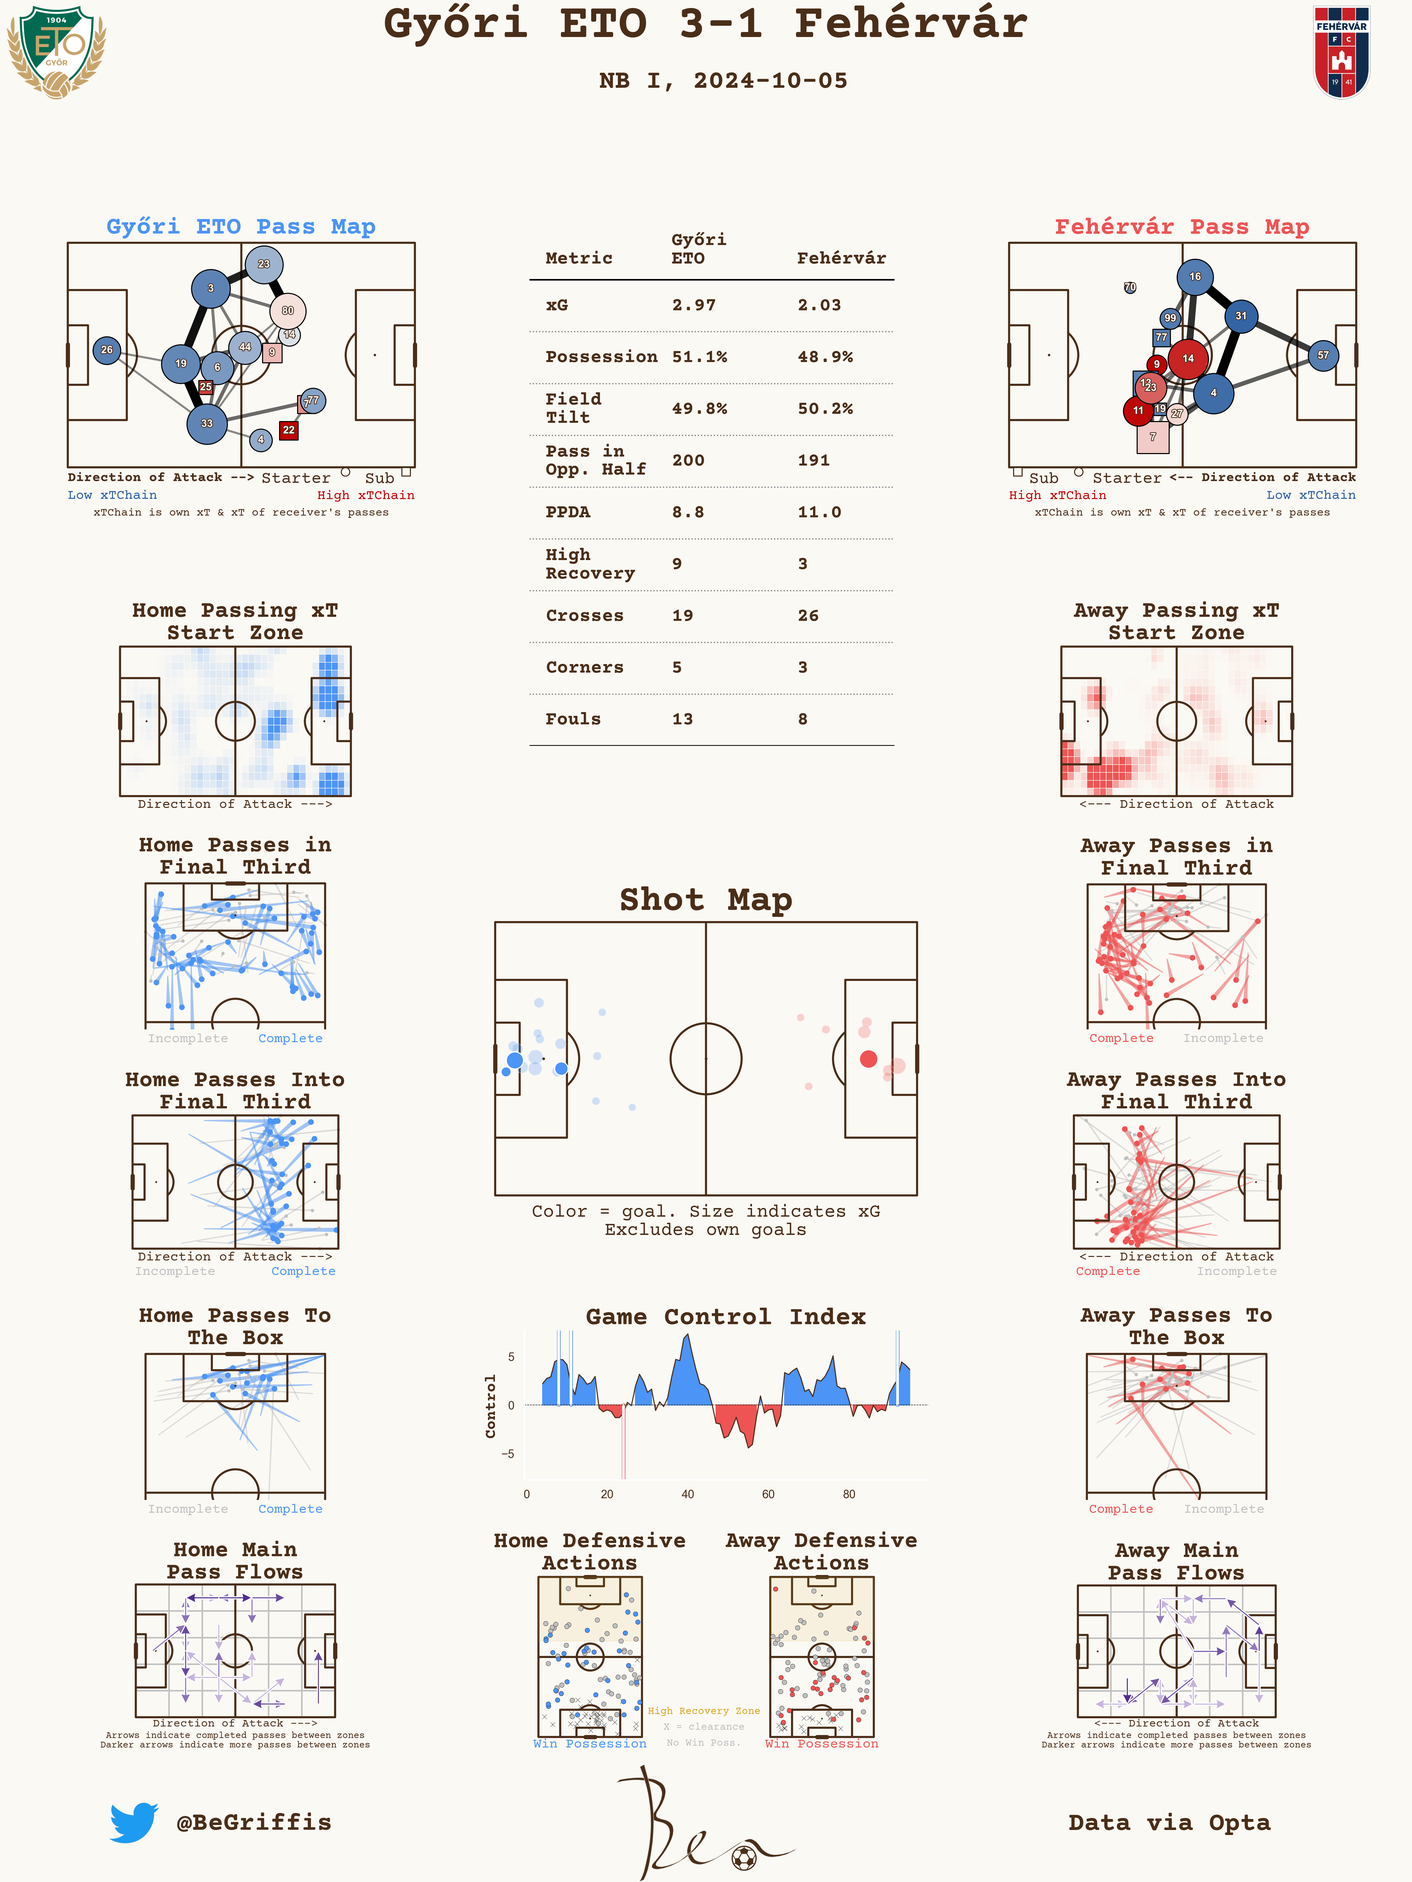 Győri ETO 3-1 Fehérvár
NB I, 2024-10-05
1904
ETO
GYŐR
FEHÉRVÁR
F C
19 41
Győri ETO Pass Map
23
3
80
14
26
44
9
19
6
25
7
77
33
22
4
Direction of Attack --> Starter Sub
Low xTChain High xTChain
xTChain is own xT & xT of receiver's passes
Metric Győri ETO Fehérvár
xG 2.97 2.03
Possession 51.1% 48.9%
Field Tilt 49.8% 50.2%
Pass in Opp. Half 200 191
PPDA 8.8 11.0
High Recovery 9 3
Crosses 19 26
Corners 5 3
Fouls 13 8
Fehérvár Pass Map
16
70
99
31
77
57
14
9
12
23
4
11
19
27
7
Sub Starter <-- Direction of Attack
High xTChain Low xTChain
xTChain is own xT & xT of receiver's passes
Home Passing xT
Start Zone
Direction of Attack --->
Away Passing xT
Start Zone
<--- Direction of Attack
Home Passes in
Final Third
Incomplete Complete
Away Passes in
Final Third
Complete Incomplete
Shot Map
Color = goal. Size indicates xG
Excludes own goals
Home Passes Into
Final Third
Direction of Attack --->
Incomplete Complete
Away Passes Into
Final Third
<--- Direction of Attack
Complete Incomplete
Home Passes To
The Box
Incomplete Complete
Game Control Index
Control
5
0
−5
0 20 40 60 80
Away Passes To
The Box
Complete Incomplete
Home Main
Pass Flows
Direction of Attack --->
Arrows indicate completed passes between zones
Darker arrows indicate more passes between zones
Home Defensive
Actions
Win Possession
Away Defensive
Actions
Win Possession
High Recovery Zone
X = clearance
No Win Poss.
Away Main
Pass Flows
<--- Direction of Attack
Arrows indicate completed passes between zones
Darker arrows indicate more passes between zones
@BeGriffis
Ben
Data via Opta